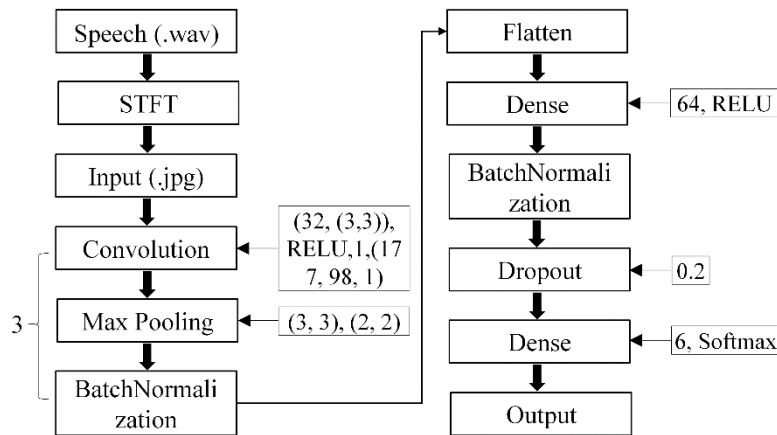 Speech (.wav)
STFT
Input (.jpg)
(32, (3,3)),
RELU,1,(17
7, 98, 1)
Convolution
3
Max Pooling
(3, 3), (2, 2)
BatchNormali
zation
Flatten
Dense
64, RELU
BatchNormali
zation
Dropout
0.2
Dense
6, Softmax
Output